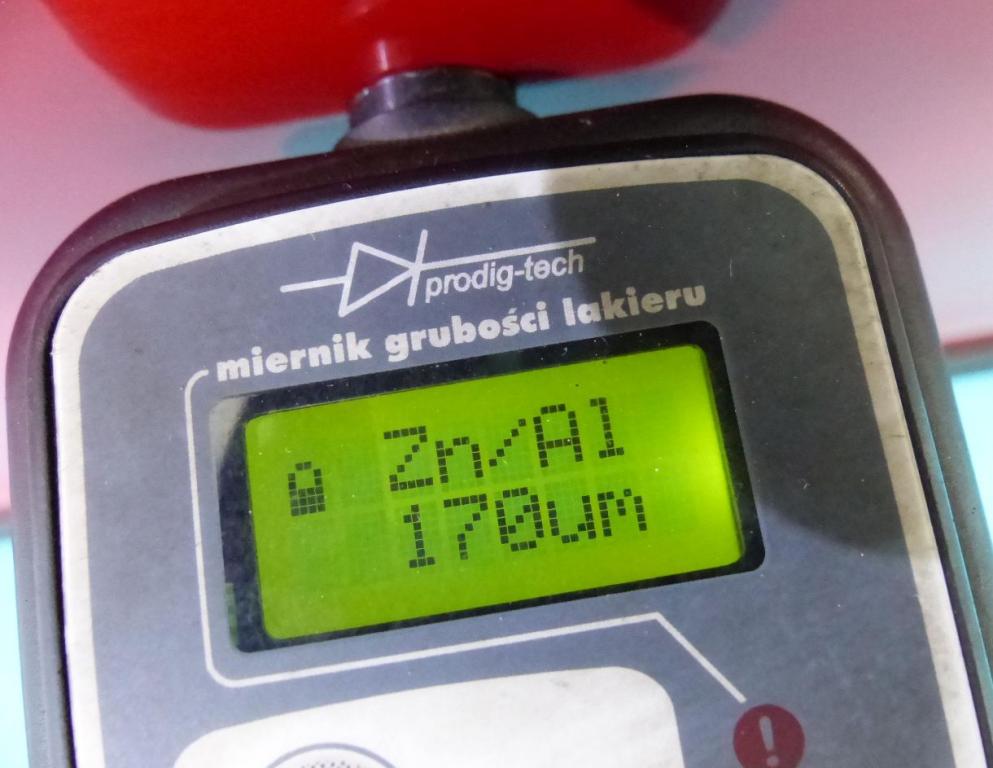 prodig-tech
miernik grubości lakieru
Zn/Al
170um
!